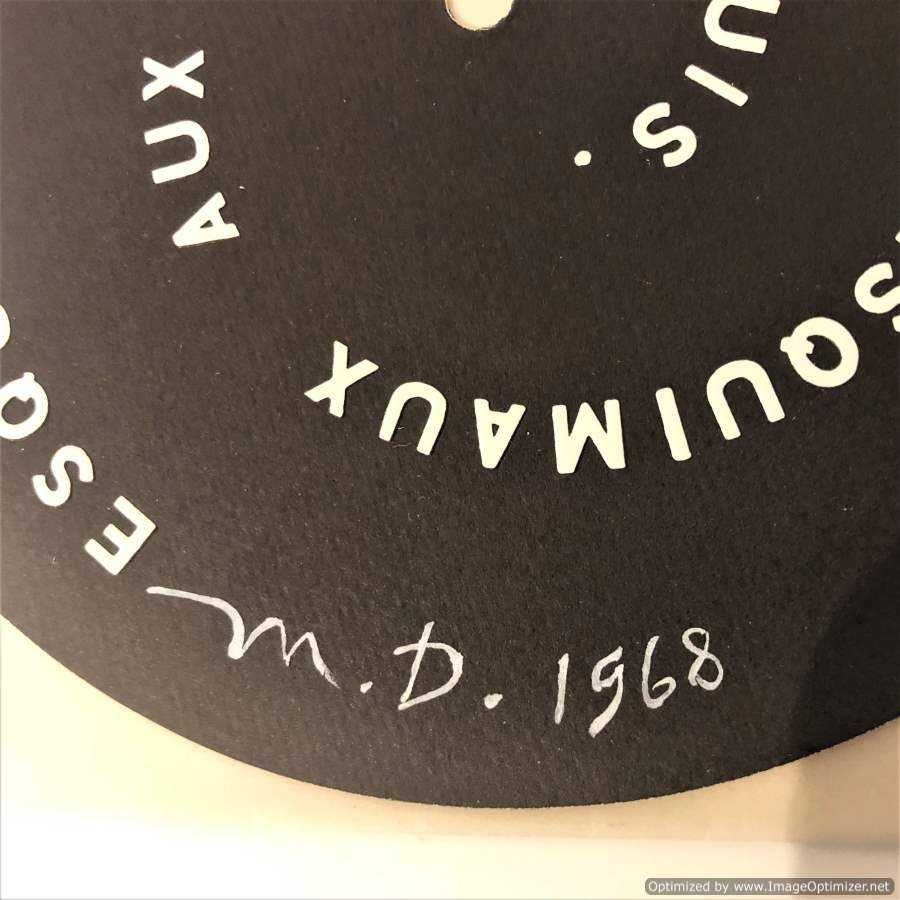 AUX
UIS.
SQUIMAUX
ESQ
M.D. 1968
Optimized by www.ImageOptimizer.net